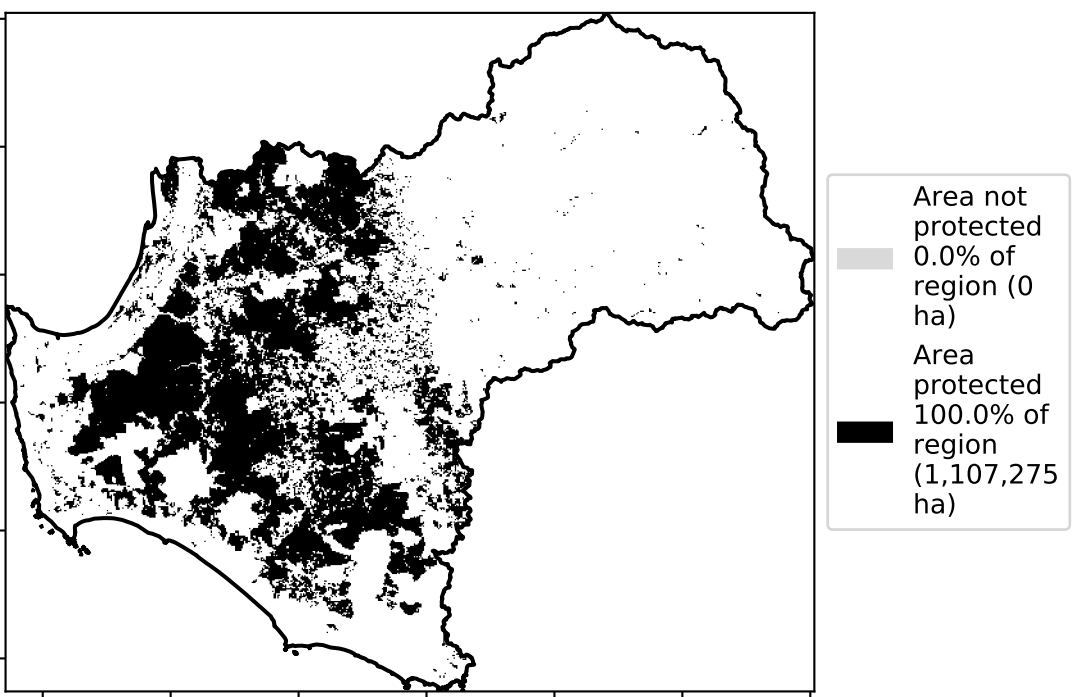 Area not
protected
0.0% of
region (0
ha)
Area
protected
100.0% of
region
(1,107,275
ha)